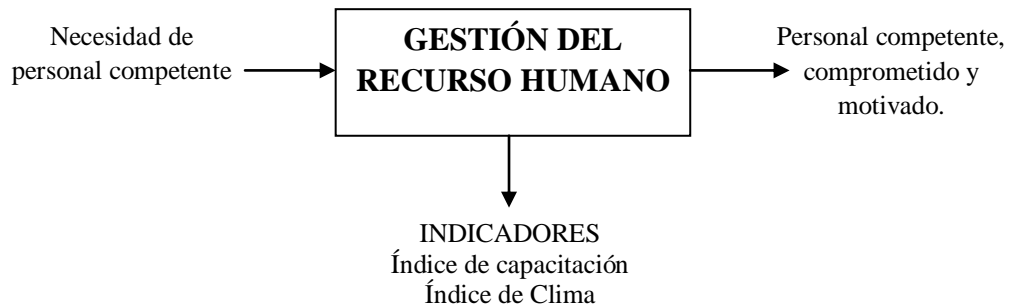 Necesidad de
personal competente
GESTIÓN DEL
RECURSO HUMANO
Personal competente,
comprometido y
motivado.
INDICADORES
Índice de capacitación
Índice de Clima